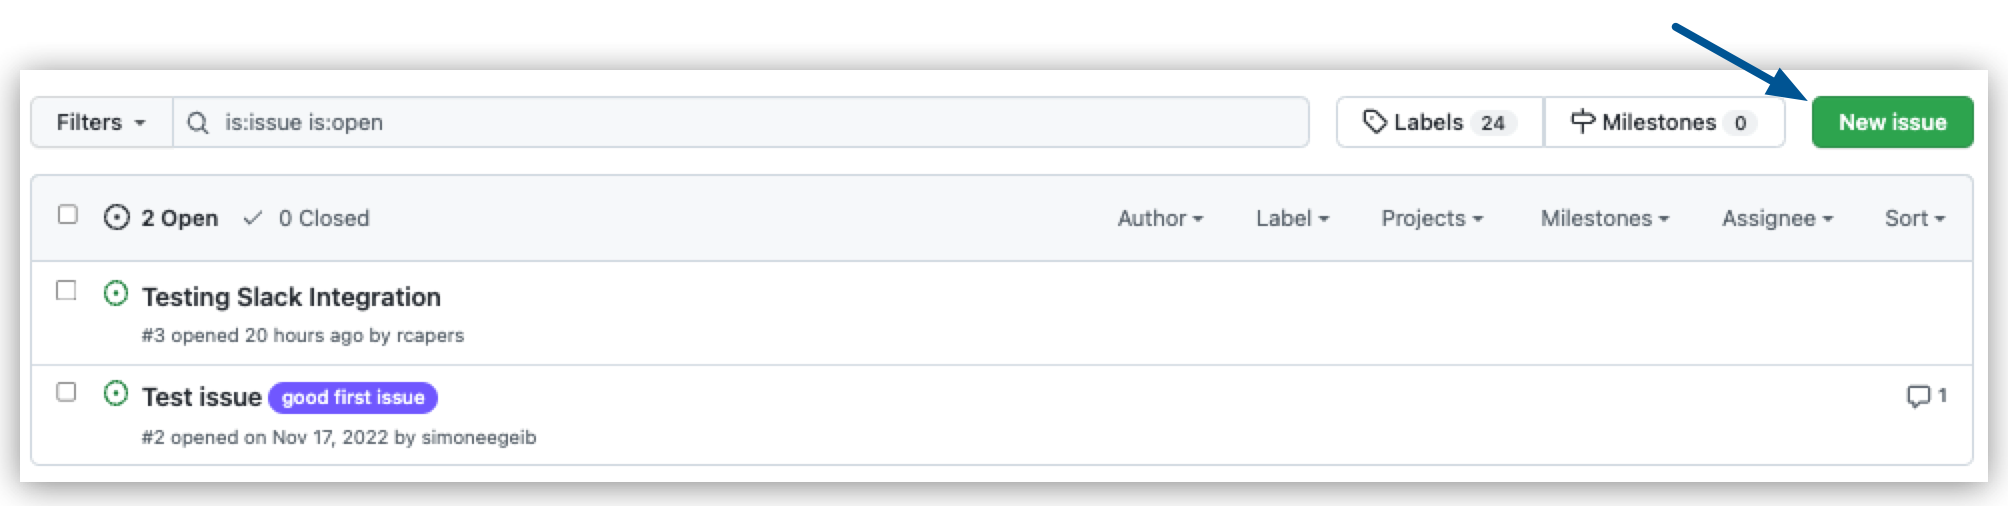 Filters is:issue is:open Labels 24 Milestones 0 New issue
2 Open 0 Closed Author Label Projects Milestones Assignee Sort
Testing Slack Integration
#3 opened 20 hours ago by rcapers
Test issue good first issue 1
#2 opened on Nov 17, 2022 by simoneegeib